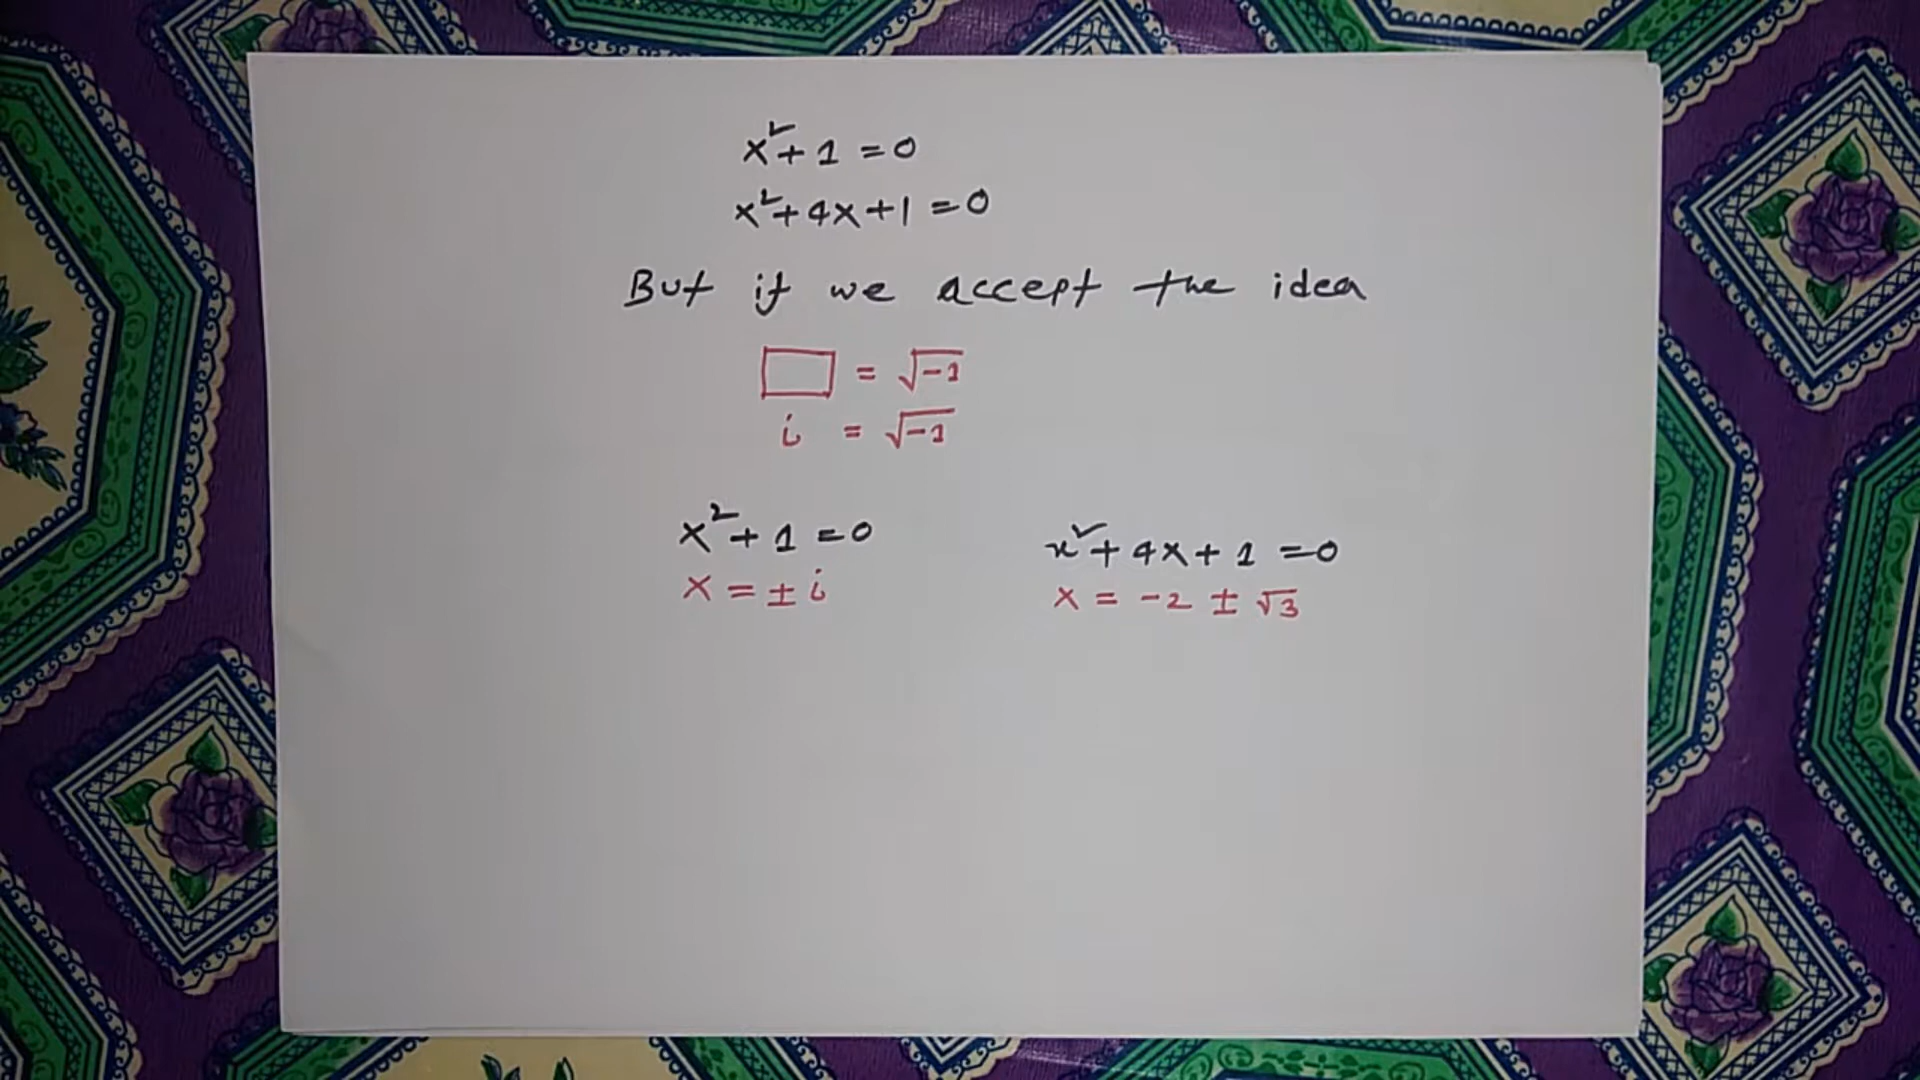 x² + 1 = 0
x² + 4x + 1 = 0
But if we accept the idea
□ = √-1
i = √-1
x² + 1 = 0
x = ± i
x² + 4x + 1 = 0
x = -2 ± √3